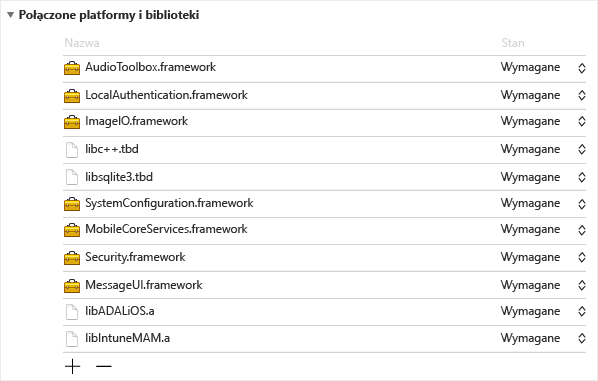 Połączone platformy i biblioteki
Nazwa Stan
AudioToolbox.framework Wymagane
LocalAuthentication.framework Wymagane
ImageIO.framework Wymagane
libc++.tbd Wymagane
libsqlite3.tbd Wymagane
SystemConfiguration.framework Wymagane
MobileCoreServices.framework Wymagane
Security.framework Wymagane
MessageUI.framework Wymagane
libADALiOS.a Wymagane
libIntuneMAM.a Wymagane